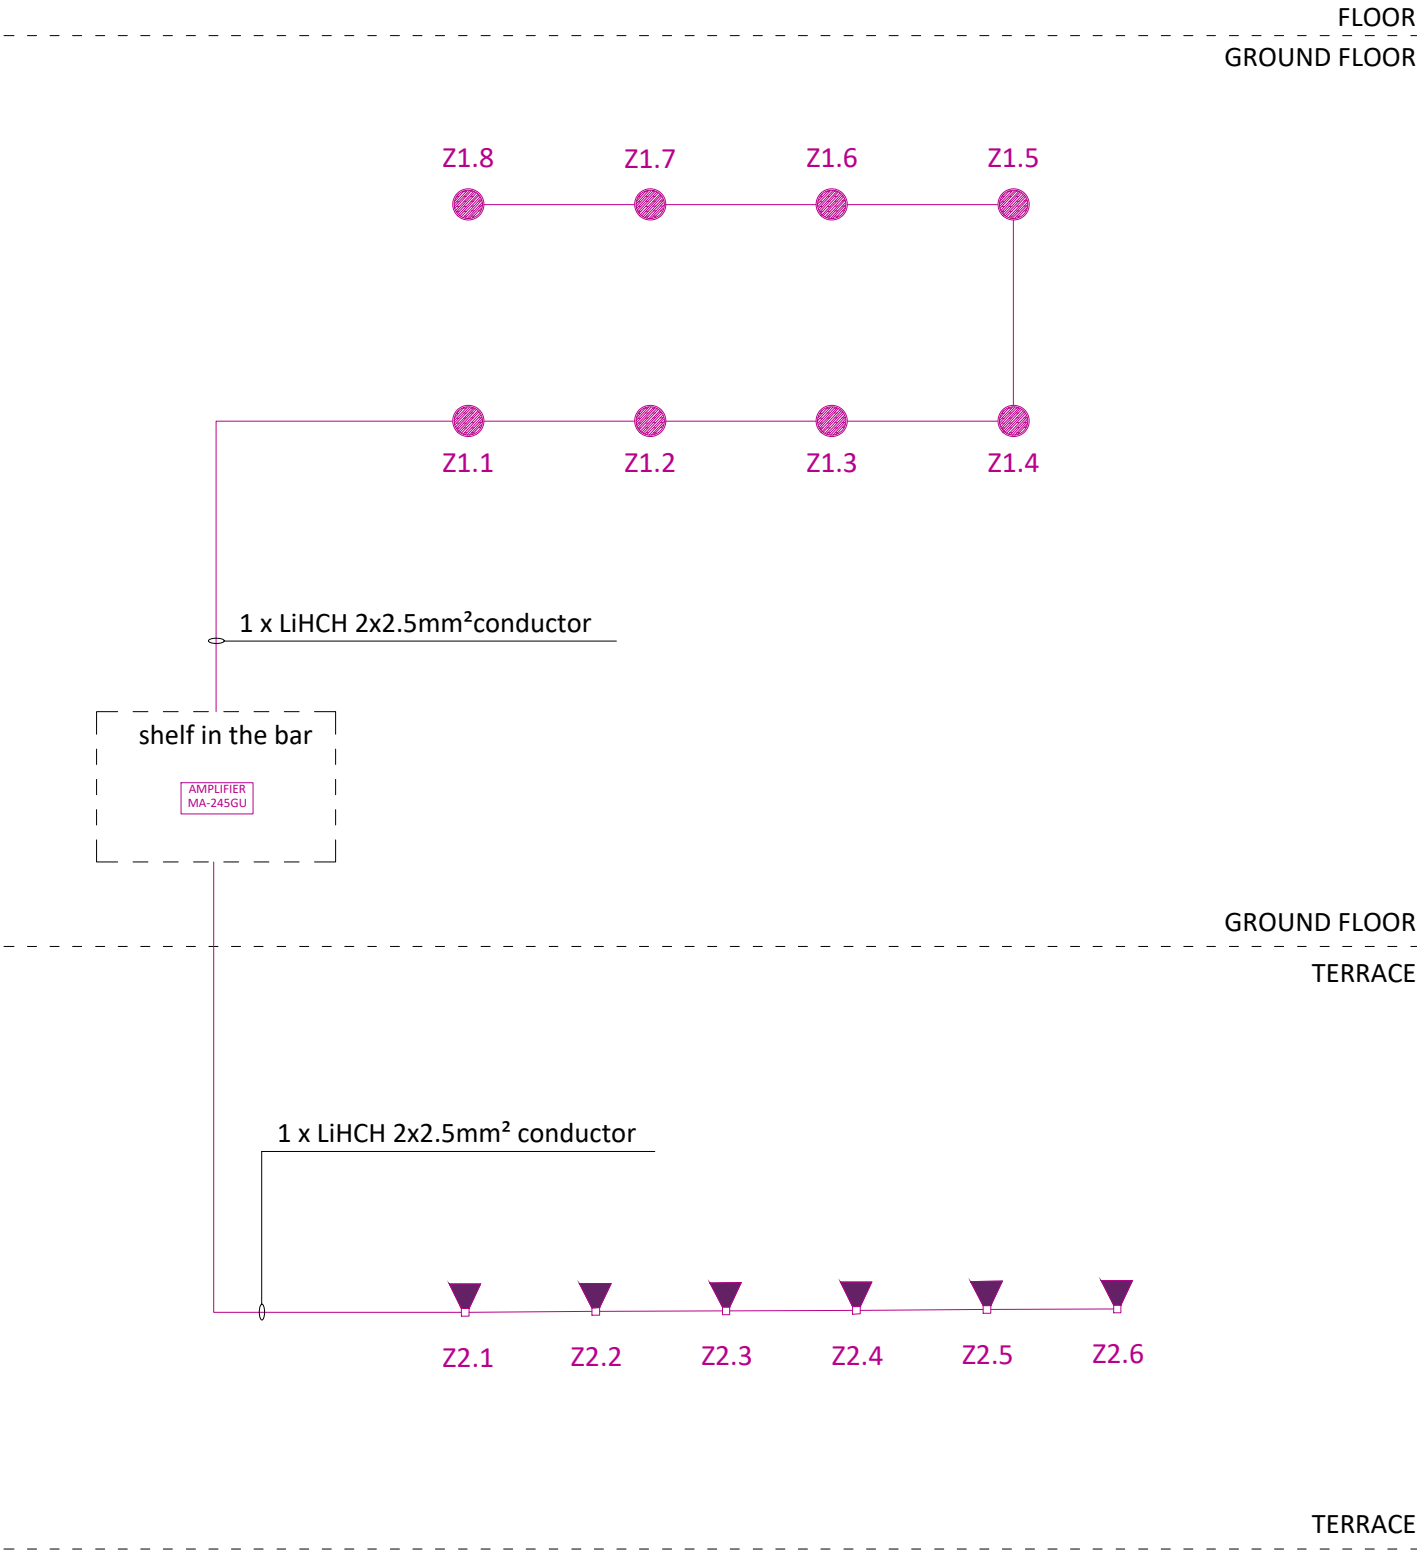 FLOOR
GROUND FLOOR
Z1.8
Z1.7
Z1.6
Z1.5
Z1.1
Z1.2
Z1.3
Z1.4
1 x LiHCH 2x2.5mm²conductor
shelf in the bar
AMPLIFIER
MA-245GU
GROUND FLOOR
TERRACE
1 x LiHCH 2x2.5mm² conductor
Z2.1
Z2.2
Z2.3
Z2.4
Z2.5
Z2.6
TERRACE